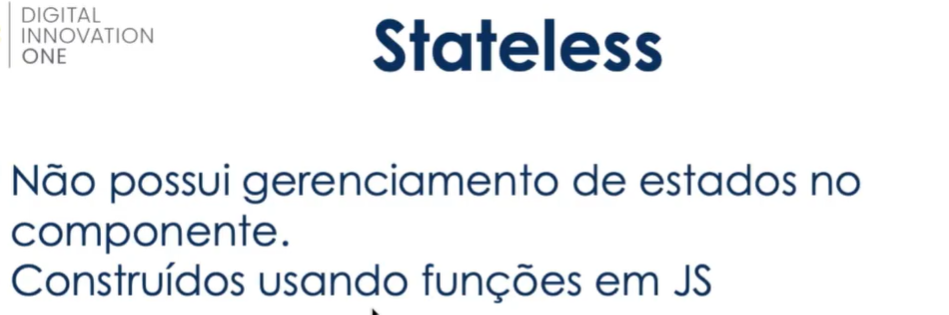 DIGITAL
INNOVATION
ONE
Stateless
Não possui gerenciamento de estados no
componente.
Construídos usando funções em JS